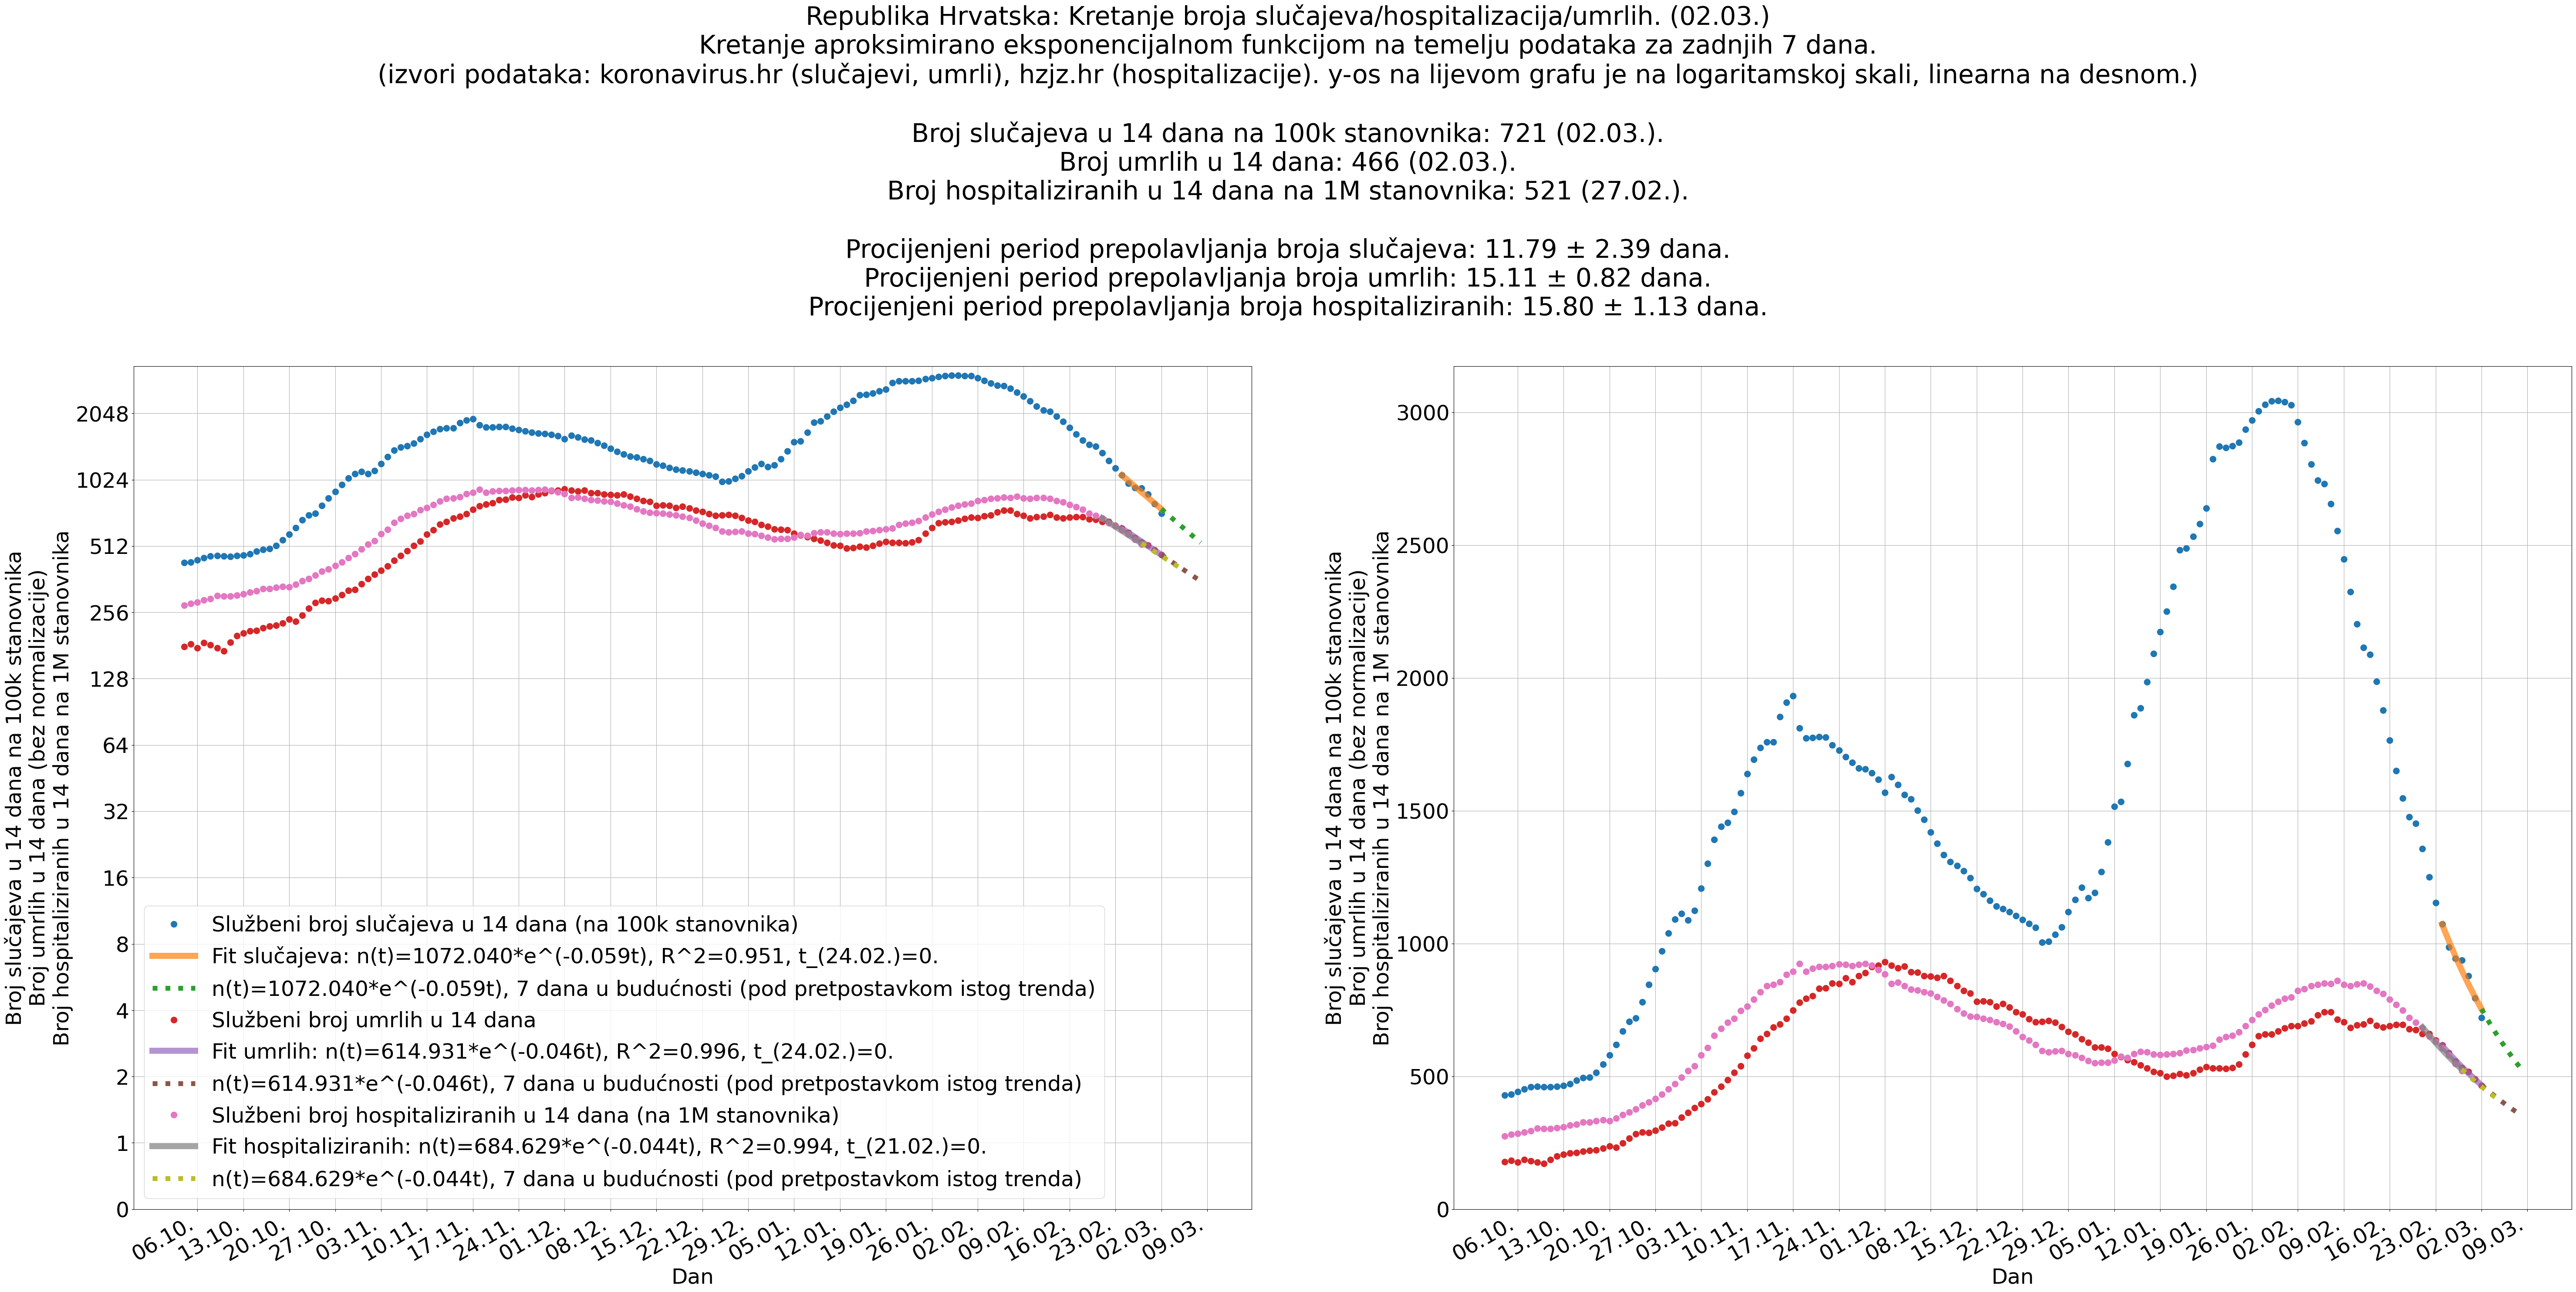 Republika Hrvatska: Kretanje broja slučajeva/hospitalizacija/umrlih. (02.03.)
Kretanje aproksimirano eksponencijalnom funkcijom na temelju podataka za zadnjih 7 dana.
(izvori podataka: koronavirus.hr (slučajevi, umrli), hzjz.hr (hospitalizacije). y-os na lijevom grafu je na logaritamskoj skali, linearna na desnom.)
Broj slučajeva u 14 dana na 100k stanovnika: 721 (02.03.).
Broj umrlih u 14 dana: 466 (02.03.).
Broj hospitaliziranih u 14 dana na 1M stanovnika: 521 (27.02.).
Procijenjeni period prepolavljanja broja slučajeva: 11.79 ± 2.39 dana.
Procijenjeni period prepolavljanja broja umrlih: 15.11 ± 0.82 dana.
Procijenjeni period prepolavljanja broja hospitaliziranih: 15.80 ± 1.13 dana.
Broj slučajeva u 14 dana na 100k stanovnika
Broj umrlih u 14 dana (bez normalizacije)
Broj hospitaliziranih u 14 dana na 1M stanovnika
2048
1024
512
256
128
64
32
16
8
4
2
1
0
Službeni broj slučajeva u 14 dana (na 100k stanovnika)
Fit slučajeva: n(t)=1072.040*e^(-0.059t), R^2=0.951, t_(24.02.)=0.
n(t)=1072.040*e^(-0.059t), 7 dana u budućnosti (pod pretpostavkom istog trenda)
Službeni broj umrlih u 14 dana
Fit umrlih: n(t)=614.931*e^(-0.046t), R^2=0.996, t_(24.02.)=0.
n(t)=614.931*e^(-0.046t), 7 dana u budućnosti (pod pretpostavkom istog trenda)
Službeni broj hospitaliziranih u 14 dana (na 1M stanovnika)
Fit hospitaliziranih: n(t)=684.629*e^(-0.044t), R^2=0.994, t_(21.02.)=0.
n(t)=684.629*e^(-0.044t), 7 dana u budućnosti (pod pretpostavkom istog trenda)
06.10. 13.10. 20.10. 27.10. 03.11. 10.11. 17.11. 24.11. 01.12. 08.12. 15.12. 22.12. 29.12. 05.01. 12.01. 19.01. 26.01. 02.02. 09.02. 16.02. 23.02. 02.03. 09.03.
Dan
Broj slučajeva u 14 dana na 100k stanovnika
Broj umrlih u 14 dana (bez normalizacije)
Broj hospitaliziranih u 14 dana na 1M stanovnika
3000
2500
2000
1500
1000
500
0
06.10. 13.10. 20.10. 27.10. 03.11. 10.11. 17.11. 24.11. 01.12. 08.12. 15.12. 22.12. 29.12. 05.01. 12.01. 19.01. 26.01. 02.02. 09.02. 16.02. 23.02. 02.03. 09.03.
Dan